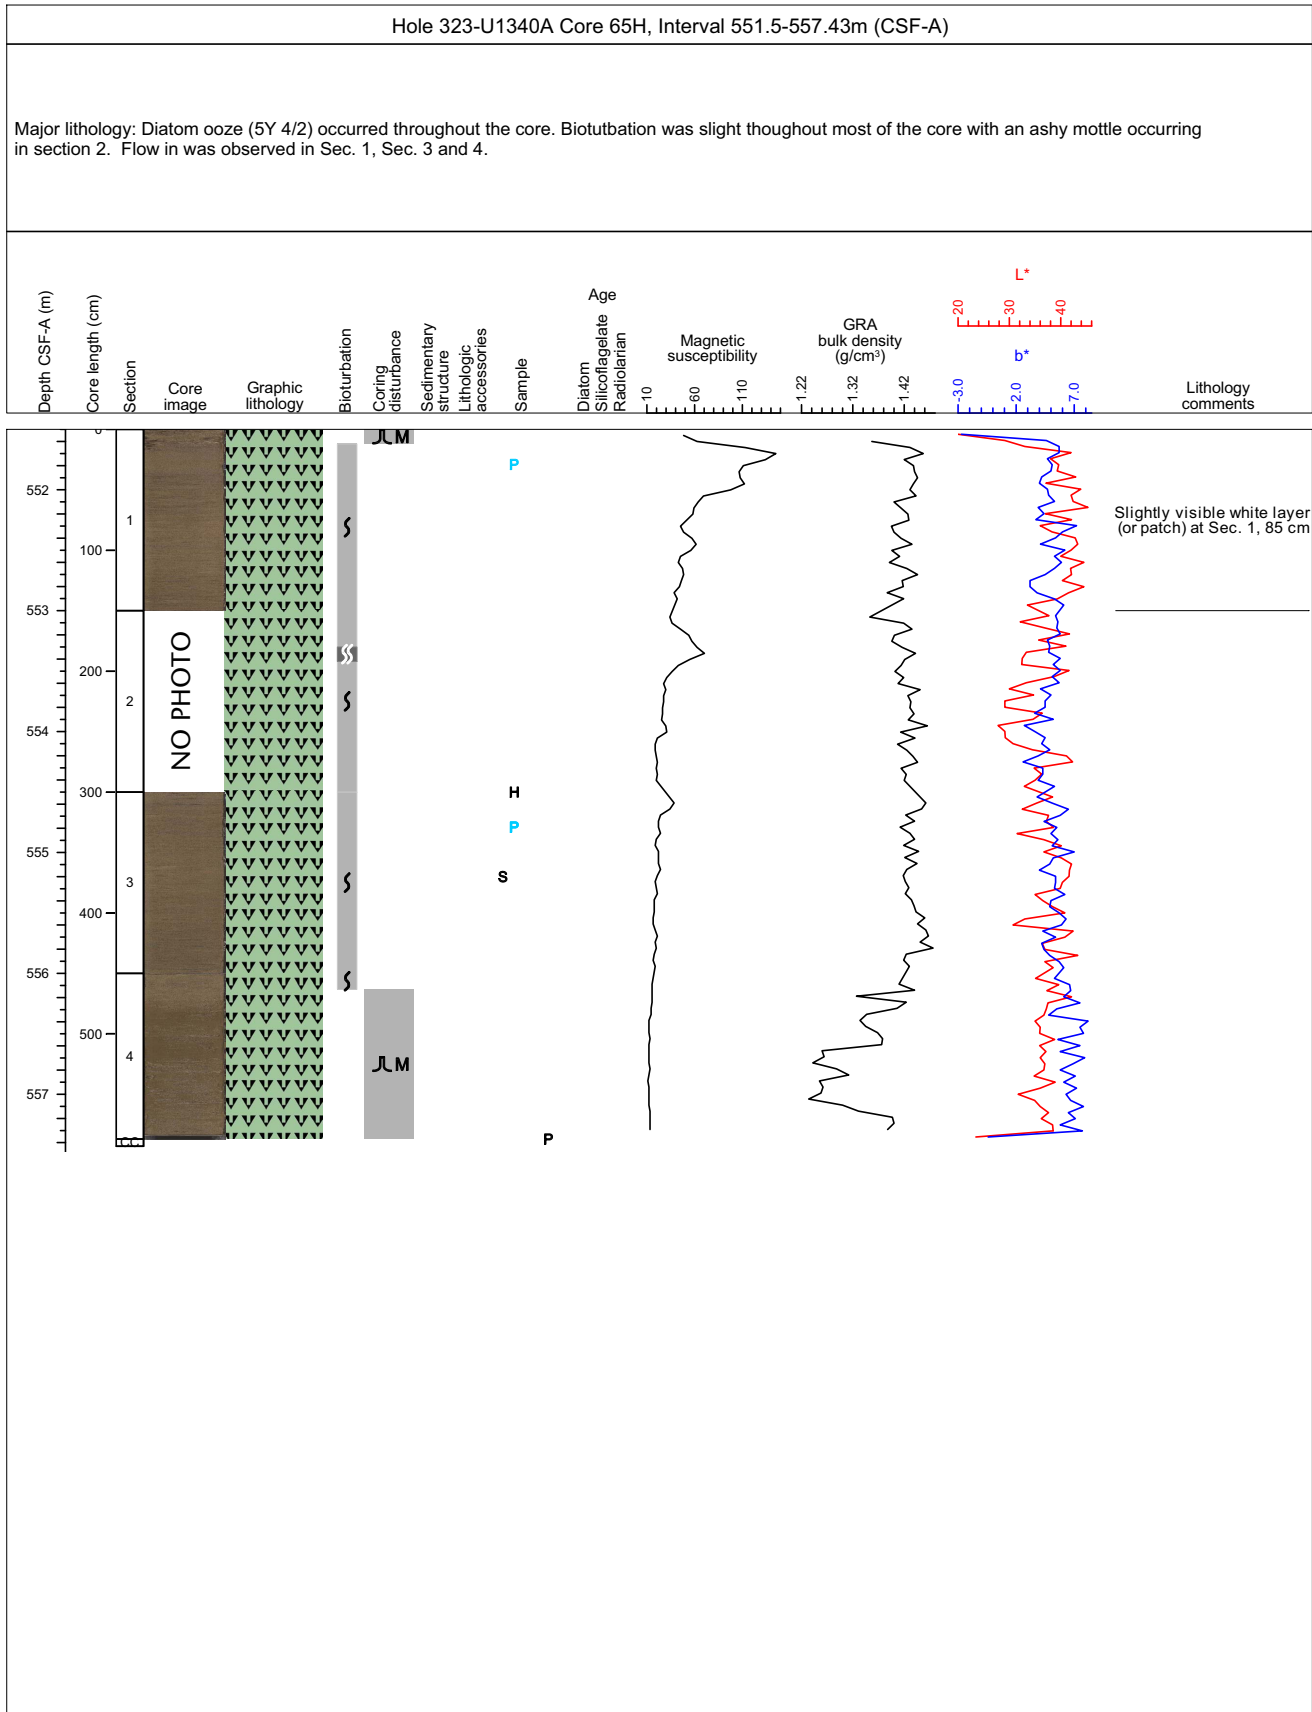 Hole 323-U1340A Core 65H, Interval 551.5-557.43m (CSF-A)
Major lithology: Diatom ooze (5Y 4/2) occurred throughout the core. Biotutbation was slight thoughout most of the core with an ashy mottle occurring
in section 2.  Flow in was observed in Sec. 1, Sec. 3 and 4.
Depth CSF-A (m)
Core length (cm)
Section
Core
image
Graphic
lithology
Bioturbation
Coring
disturbance
Sedimentary
structure
Lithologic
accessories
Sample
Age
Diatom
Silicoflagelate
Radiolarian
Magnetic
susceptibility
10 60 110
GRA
bulk density
(g/cm³)
1.22 1.32 1.42
L*
20 30 40
b*
-3.0 2.0 7.0
Lithology
comments
0
M
P
552
1
Slightly visible white layer
(or patch) at Sec. 1, 85 cm
100
553
NO PHOTO
200
2
554
300
H
P
555
S
3
400
556
500
4
M
557
P
CC